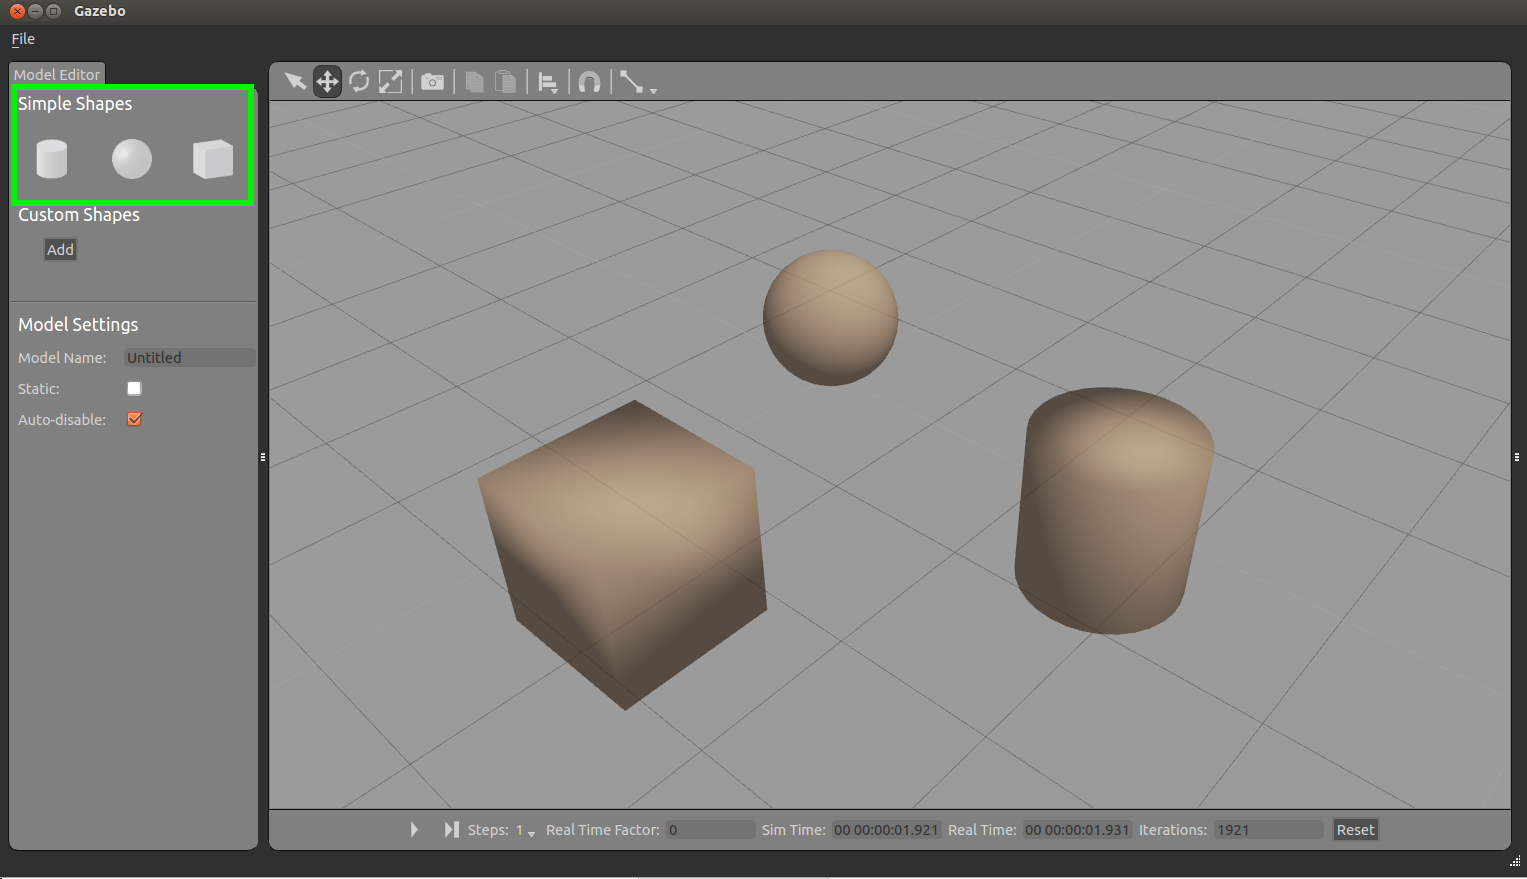 Gazebo
File
Model Editor
Simple Shapes
Custom Shapes
Add
Model Settings
Model Name: Untitled
Static:
Auto-disable:
Steps: 1 Real Time Factor: 0 Sim Time: 00 00:00:01.921 Real Time: 00 00:00:01.931 Iterations: 1921 Reset